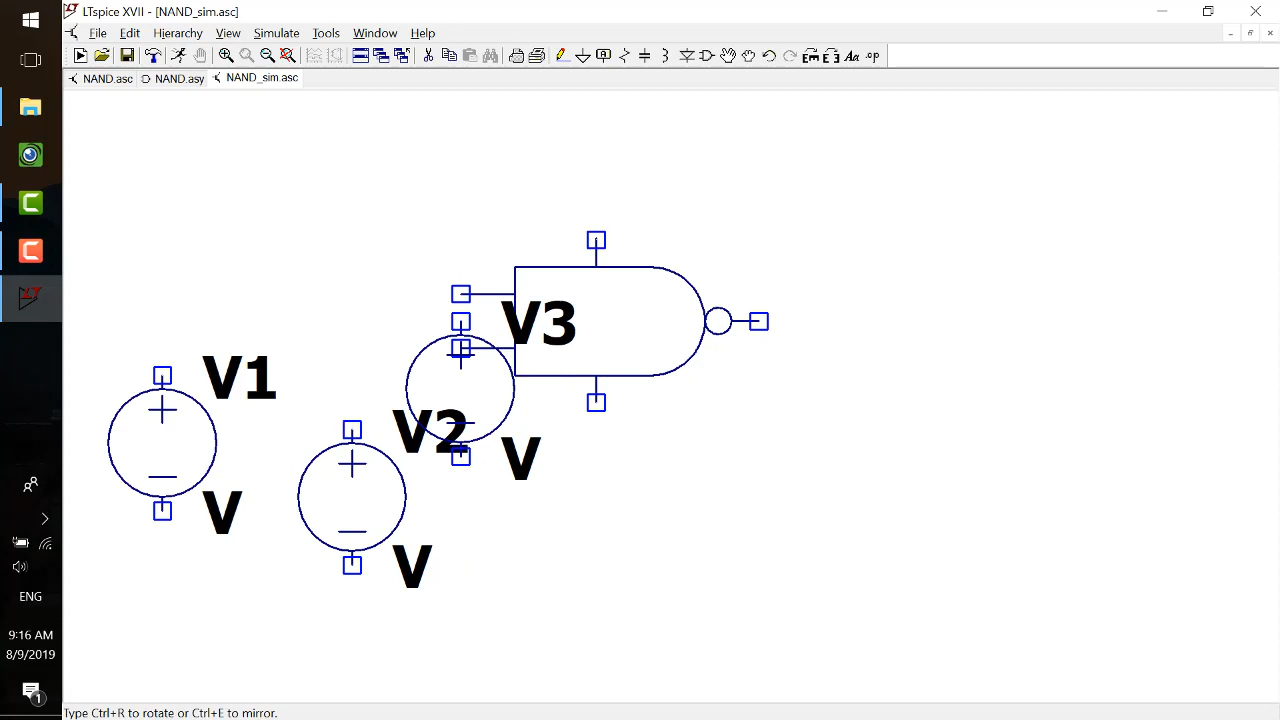 LTspice XVII - [NAND_sim.asc]
File Edit Hierarchy View Simulate Tools Window Help
NAND.asc NAND.asy NAND_sim.asc
V3
V1
V2
V
V
V
ENG
9:16 AM
8/9/2019
1
Type Ctrl+R to rotate or Ctrl+E to mirror.